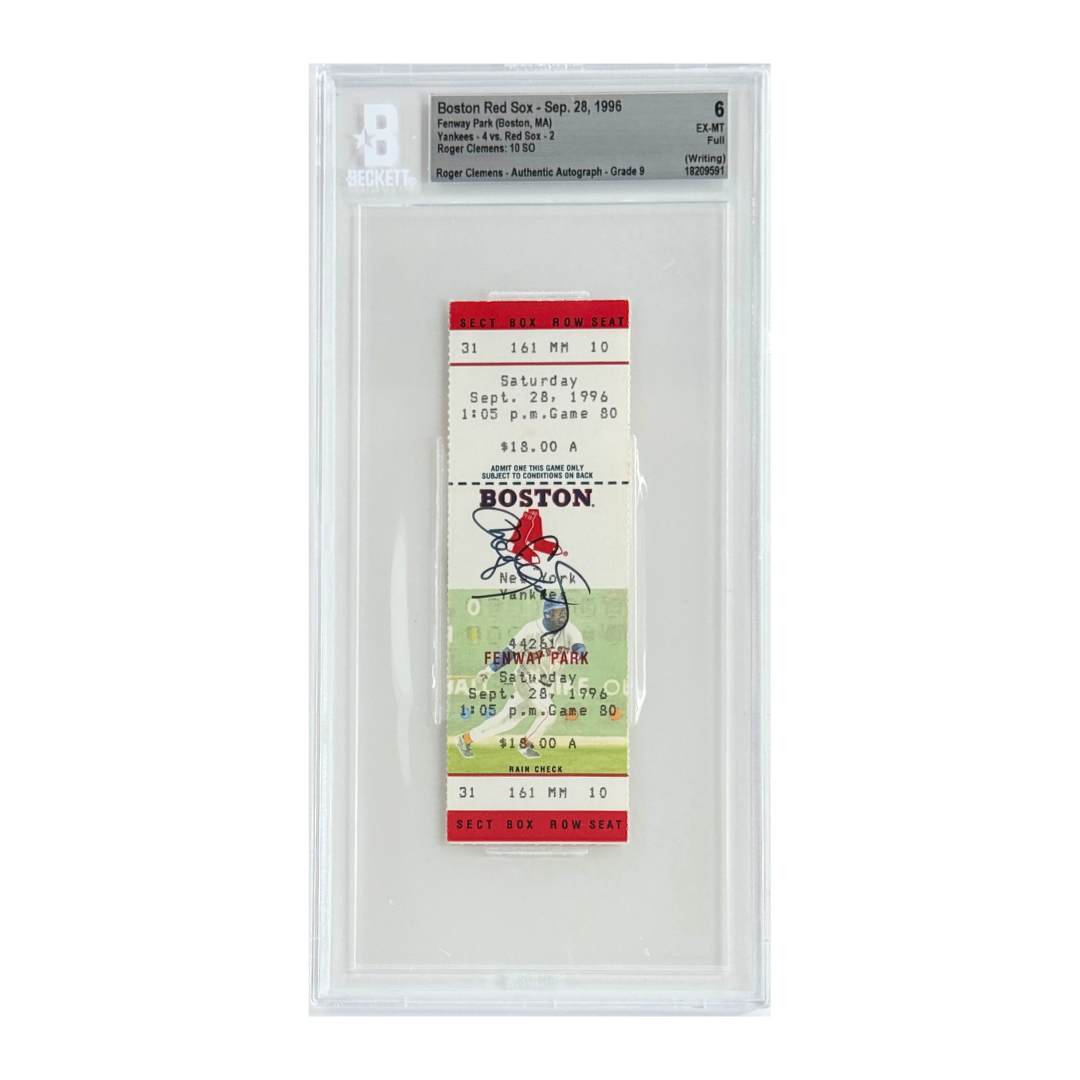 B
BECKETT
Boston Red Sox - Sep. 28, 1996
Fenway Park (Boston, MA)
Yankees - 4 vs. Red Sox - 2
Roger Clemens: 10 SO
Roger Clemens - Authentic Autograph - Grade 9
6
EX-MT
Full
(Writing)
18209591
SECT BOX ROW SEAT
31 161 MM 10
Saturday
Sept. 28, 1996
1:05 p.m.Game 80
$18.00 A
ADMIT ONE THIS GAME ONLY
SUBJECT TO CONDITIONS ON BACK
BOSTON
New York
Yankees
44261
FENWAY PARK
Saturday
Sept. 28, 1996
1:05 p.m.Game 80
$18.00 A
RAIN CHECK
31 161 MM 10
SECT BOX ROW SEAT